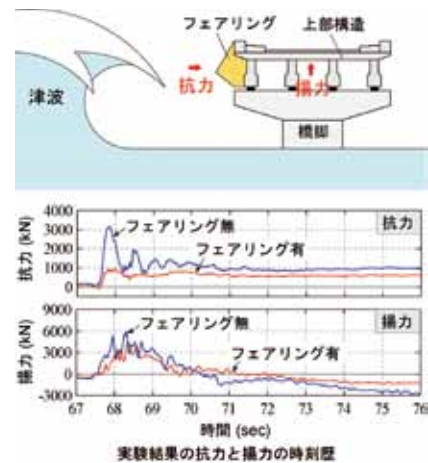 フェアリング
上部構造
抗力
揚力
津波
橋脚
4000
3000
2000
1000
0
抗力 (kN)
フェアリング無
フェアリング有
抗力
9000
6000
3000
0
-3000
揚力 (kN)
フェアリング無
フェアリング有
揚力
67 68 69 70 71 72 73 74 75 76
時間 (sec)
実験結果の抗力と揚力の時刻歴